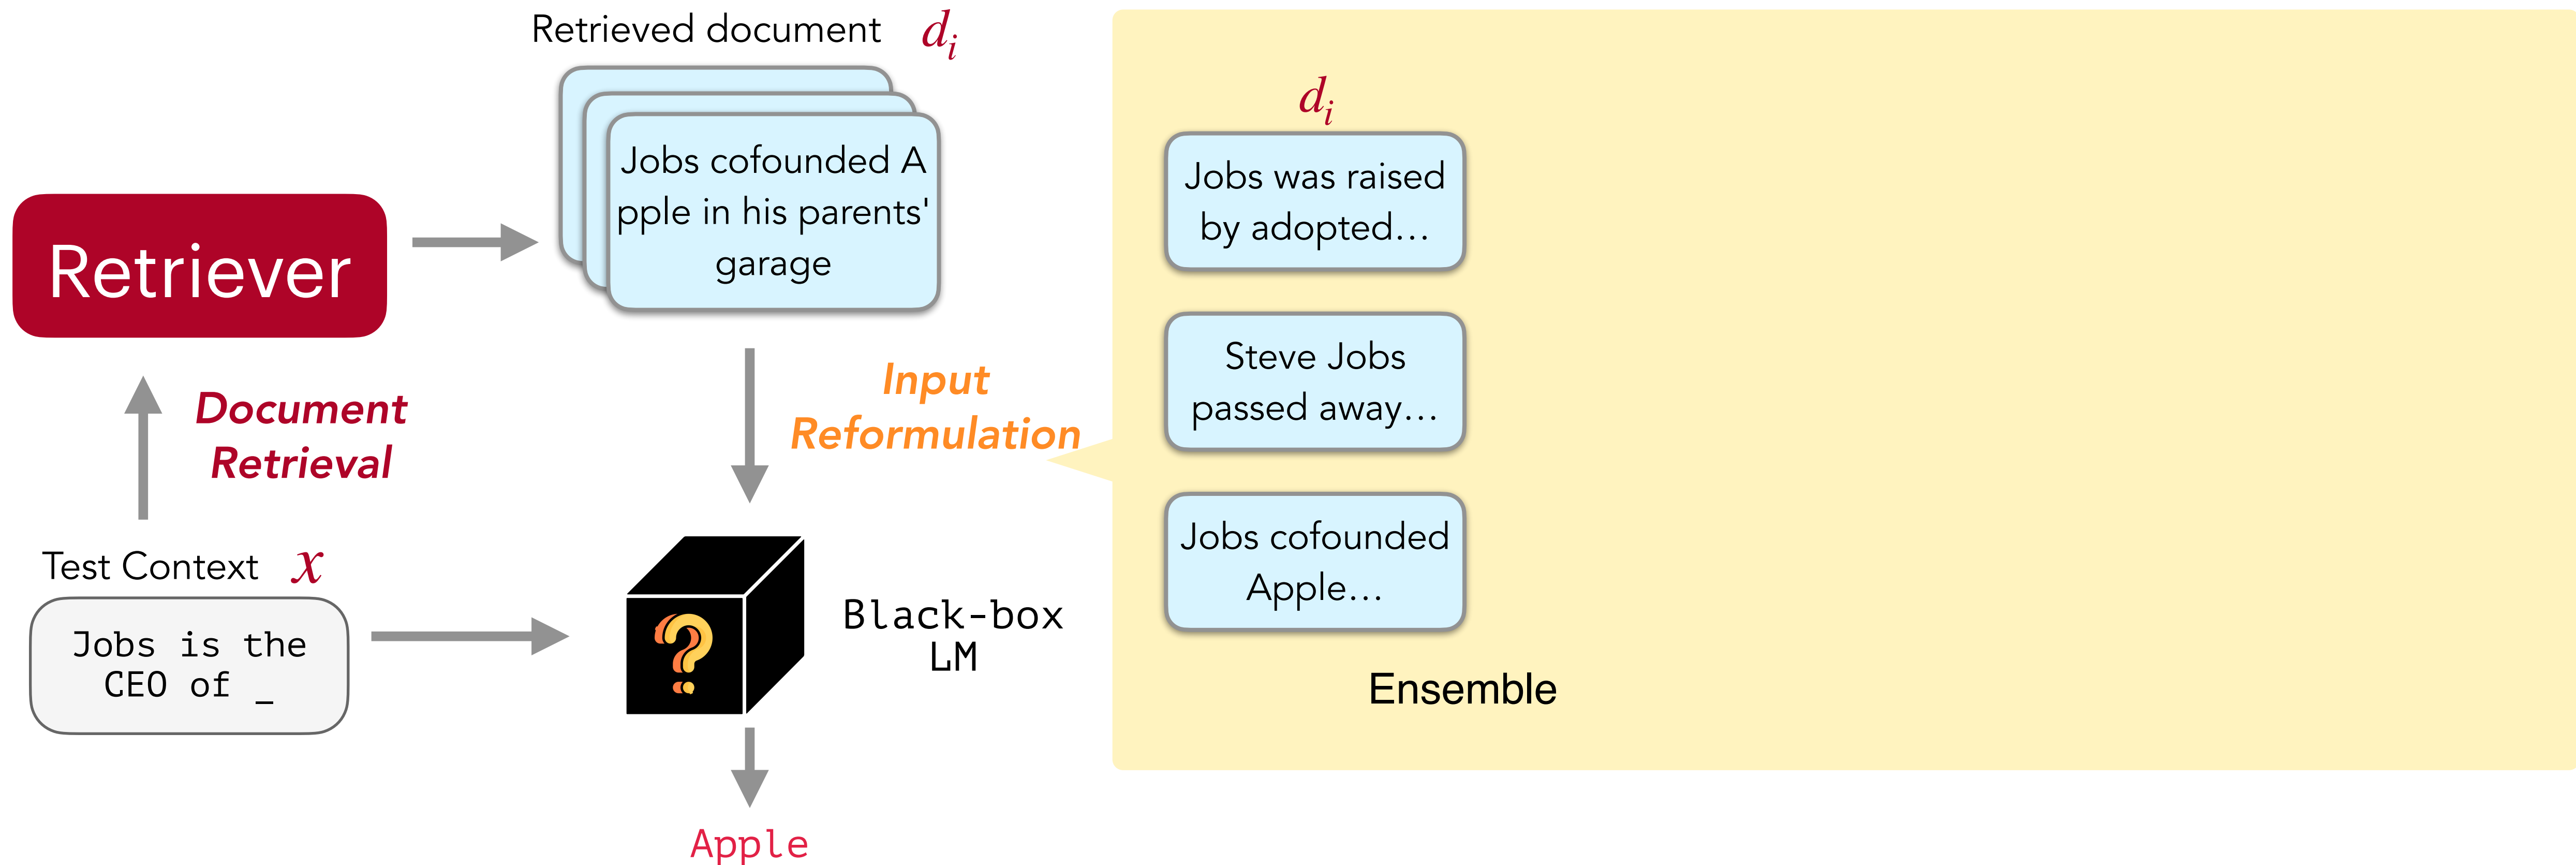 Retrieved document d_i
Jobs cofounded A
pple in his parents'
garage
Retriever
Document
Retrieval
Input
Reformulation
Test Context x
Jobs is the
CEO of _
?
Black-box
LM
Apple
d_i
Jobs was raised
by adopted…
Steve Jobs
passed away…
Jobs cofounded
Apple…
Ensemble